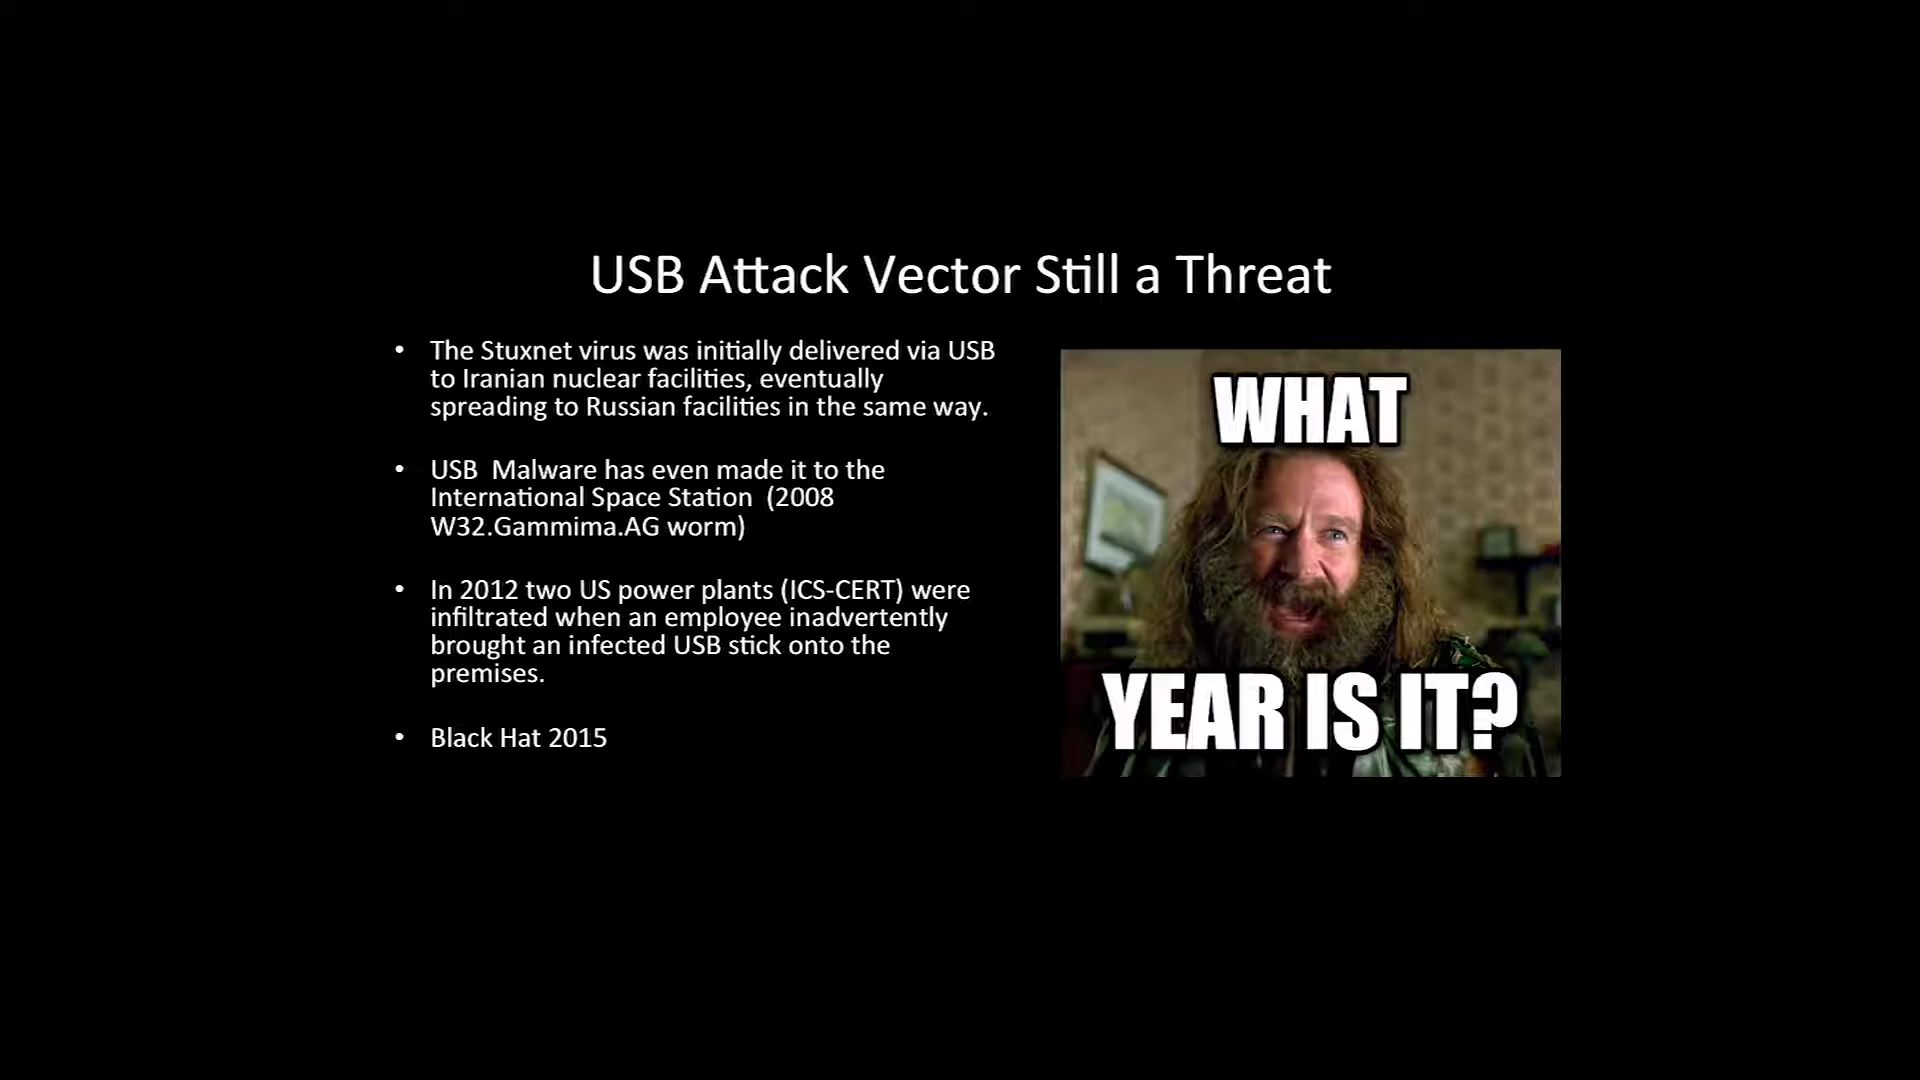 USB Attack Vector Still a Threat
• The Stuxnet virus was initially delivered via USB
to Iranian nuclear facilities, eventually
spreading to Russian facilities in the same way.
• USB  Malware has even made it to the
International Space Station  (2008
W32.Gammima.AG worm)
• In 2012 two US power plants (ICS-CERT) were
infiltrated when an employee inadvertently
brought an infected USB stick onto the
premises.
• Black Hat 2015
WHAT
YEAR IS IT?